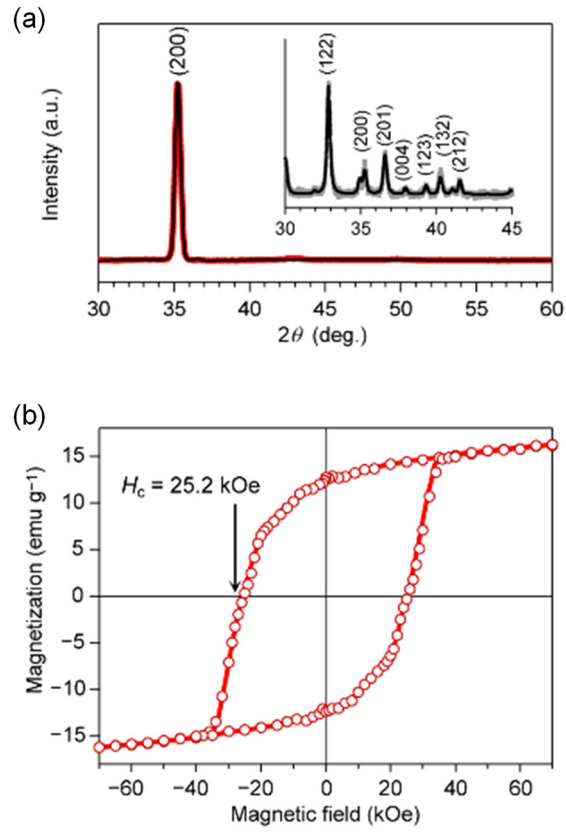 (a)
(200)
Intensity (a.u.)
(122)
(200)
(201)
(004)
(123)
(132)
(212)
30 35 40 45
30 35 40 45 50 55 60
2θ (deg.)
(b)
Magnetization (emu g⁻¹)
15
10
5
0
−5
−10
−15
Hc = 25.2 kOe
−60 −40 −20 0 20 40 60
Magnetic field (kOe)